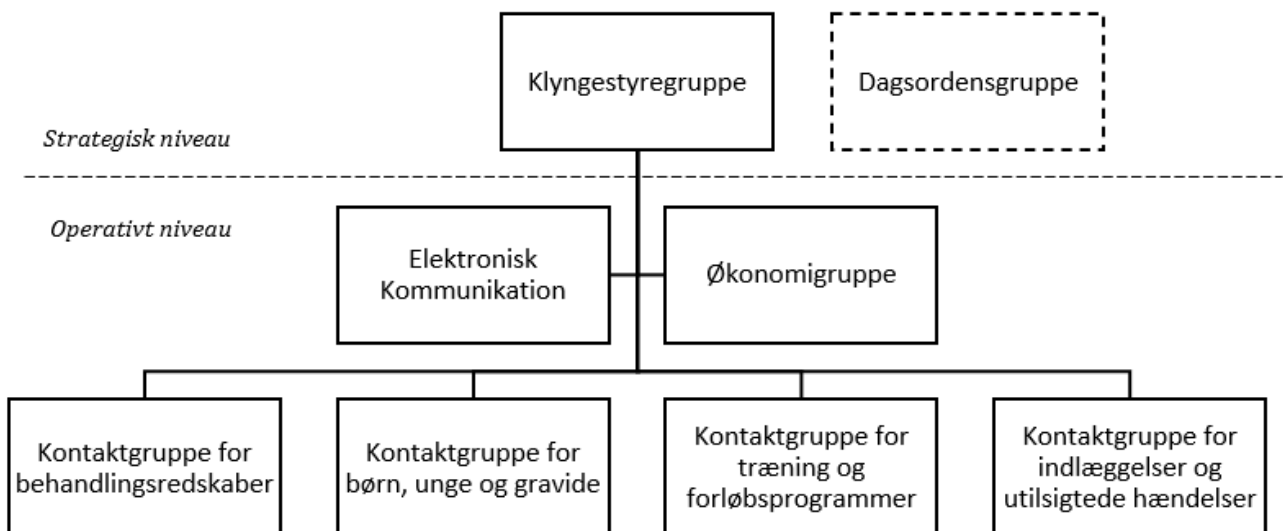 Klyngestyregruppe
Dagsordensgruppe
Strategisk niveau
Operativt niveau
Elektronisk
Kommunikation
Økonomigruppe
Kontaktgruppe for
behandlingsredskaber
Kontaktgruppe for
børn, unge og gravide
Kontaktgruppe for
træning og
forløbsprogrammer
Kontaktgruppe for
indlæggelser og
utilsigtede hændelser